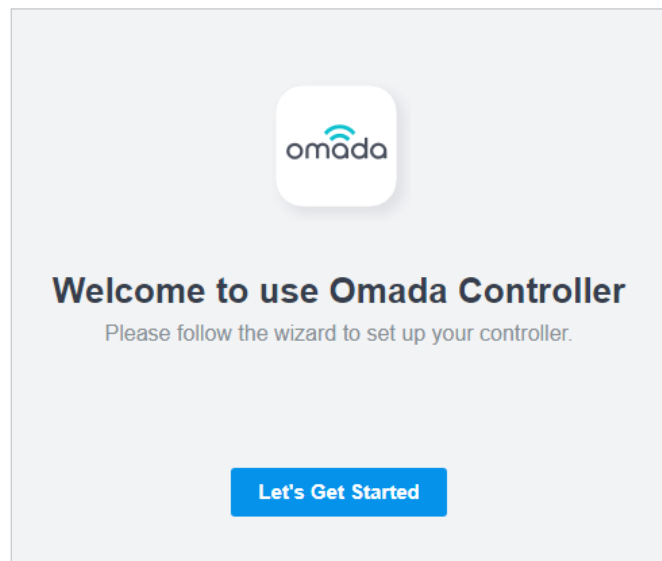 omada
Welcome to use Omada Controller
Please follow the wizard to set up your controller.
Let's Get Started